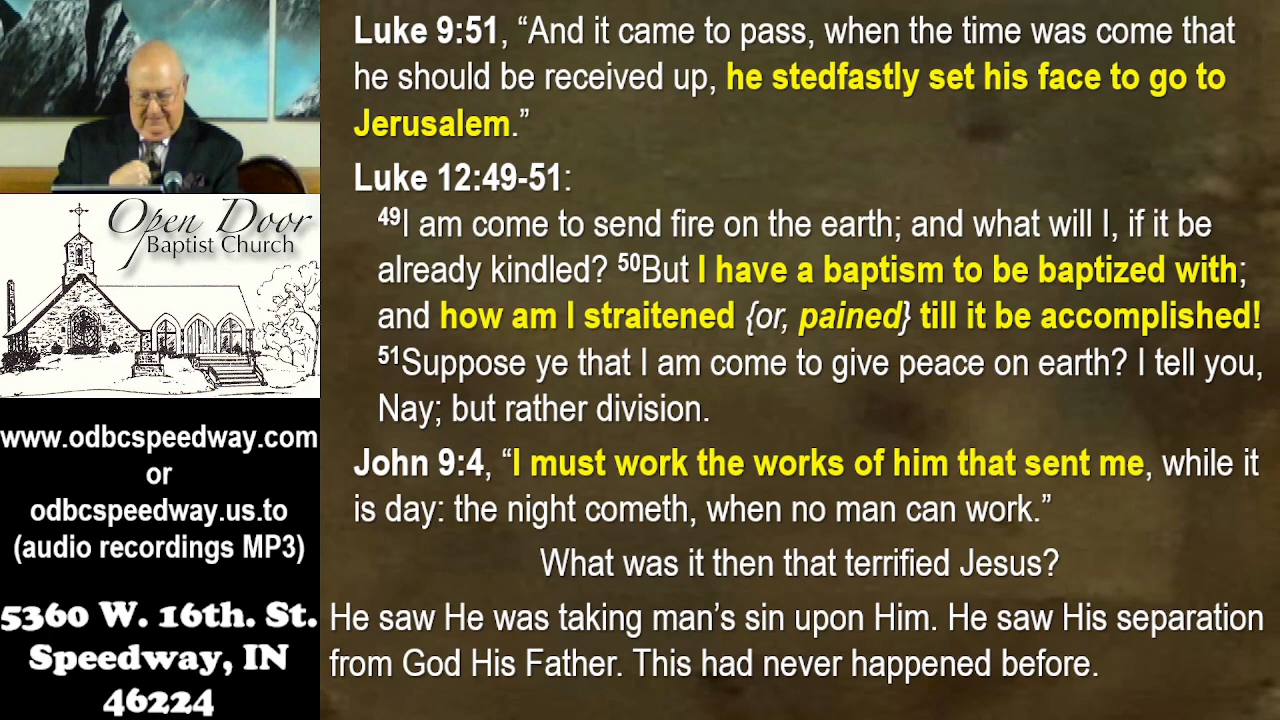 Open Door
Baptist Church
www.odbcspeedway.com
or
odbcspeedway.us.to
(audio recordings MP3)
5360 W. 16th. St.
Speedway, IN
46224
Luke 9:51, “And it came to pass, when the time was come that
he should be received up, he stedfastly set his face to go to
Jerusalem.”
Luke 12:49-51:
49I am come to send fire on the earth; and what will I, if it be
already kindled? 50But I have a baptism to be baptized with;
and how am I straitened {or, pained} till it be accomplished!
51Suppose ye that I am come to give peace on earth? I tell you,
Nay; but rather division.
John 9:4, “I must work the works of him that sent me, while it
is day: the night cometh, when no man can work.”
What was it then that terrified Jesus?
He saw He was taking man’s sin upon Him. He saw His separation
from God His Father. This had never happened before.